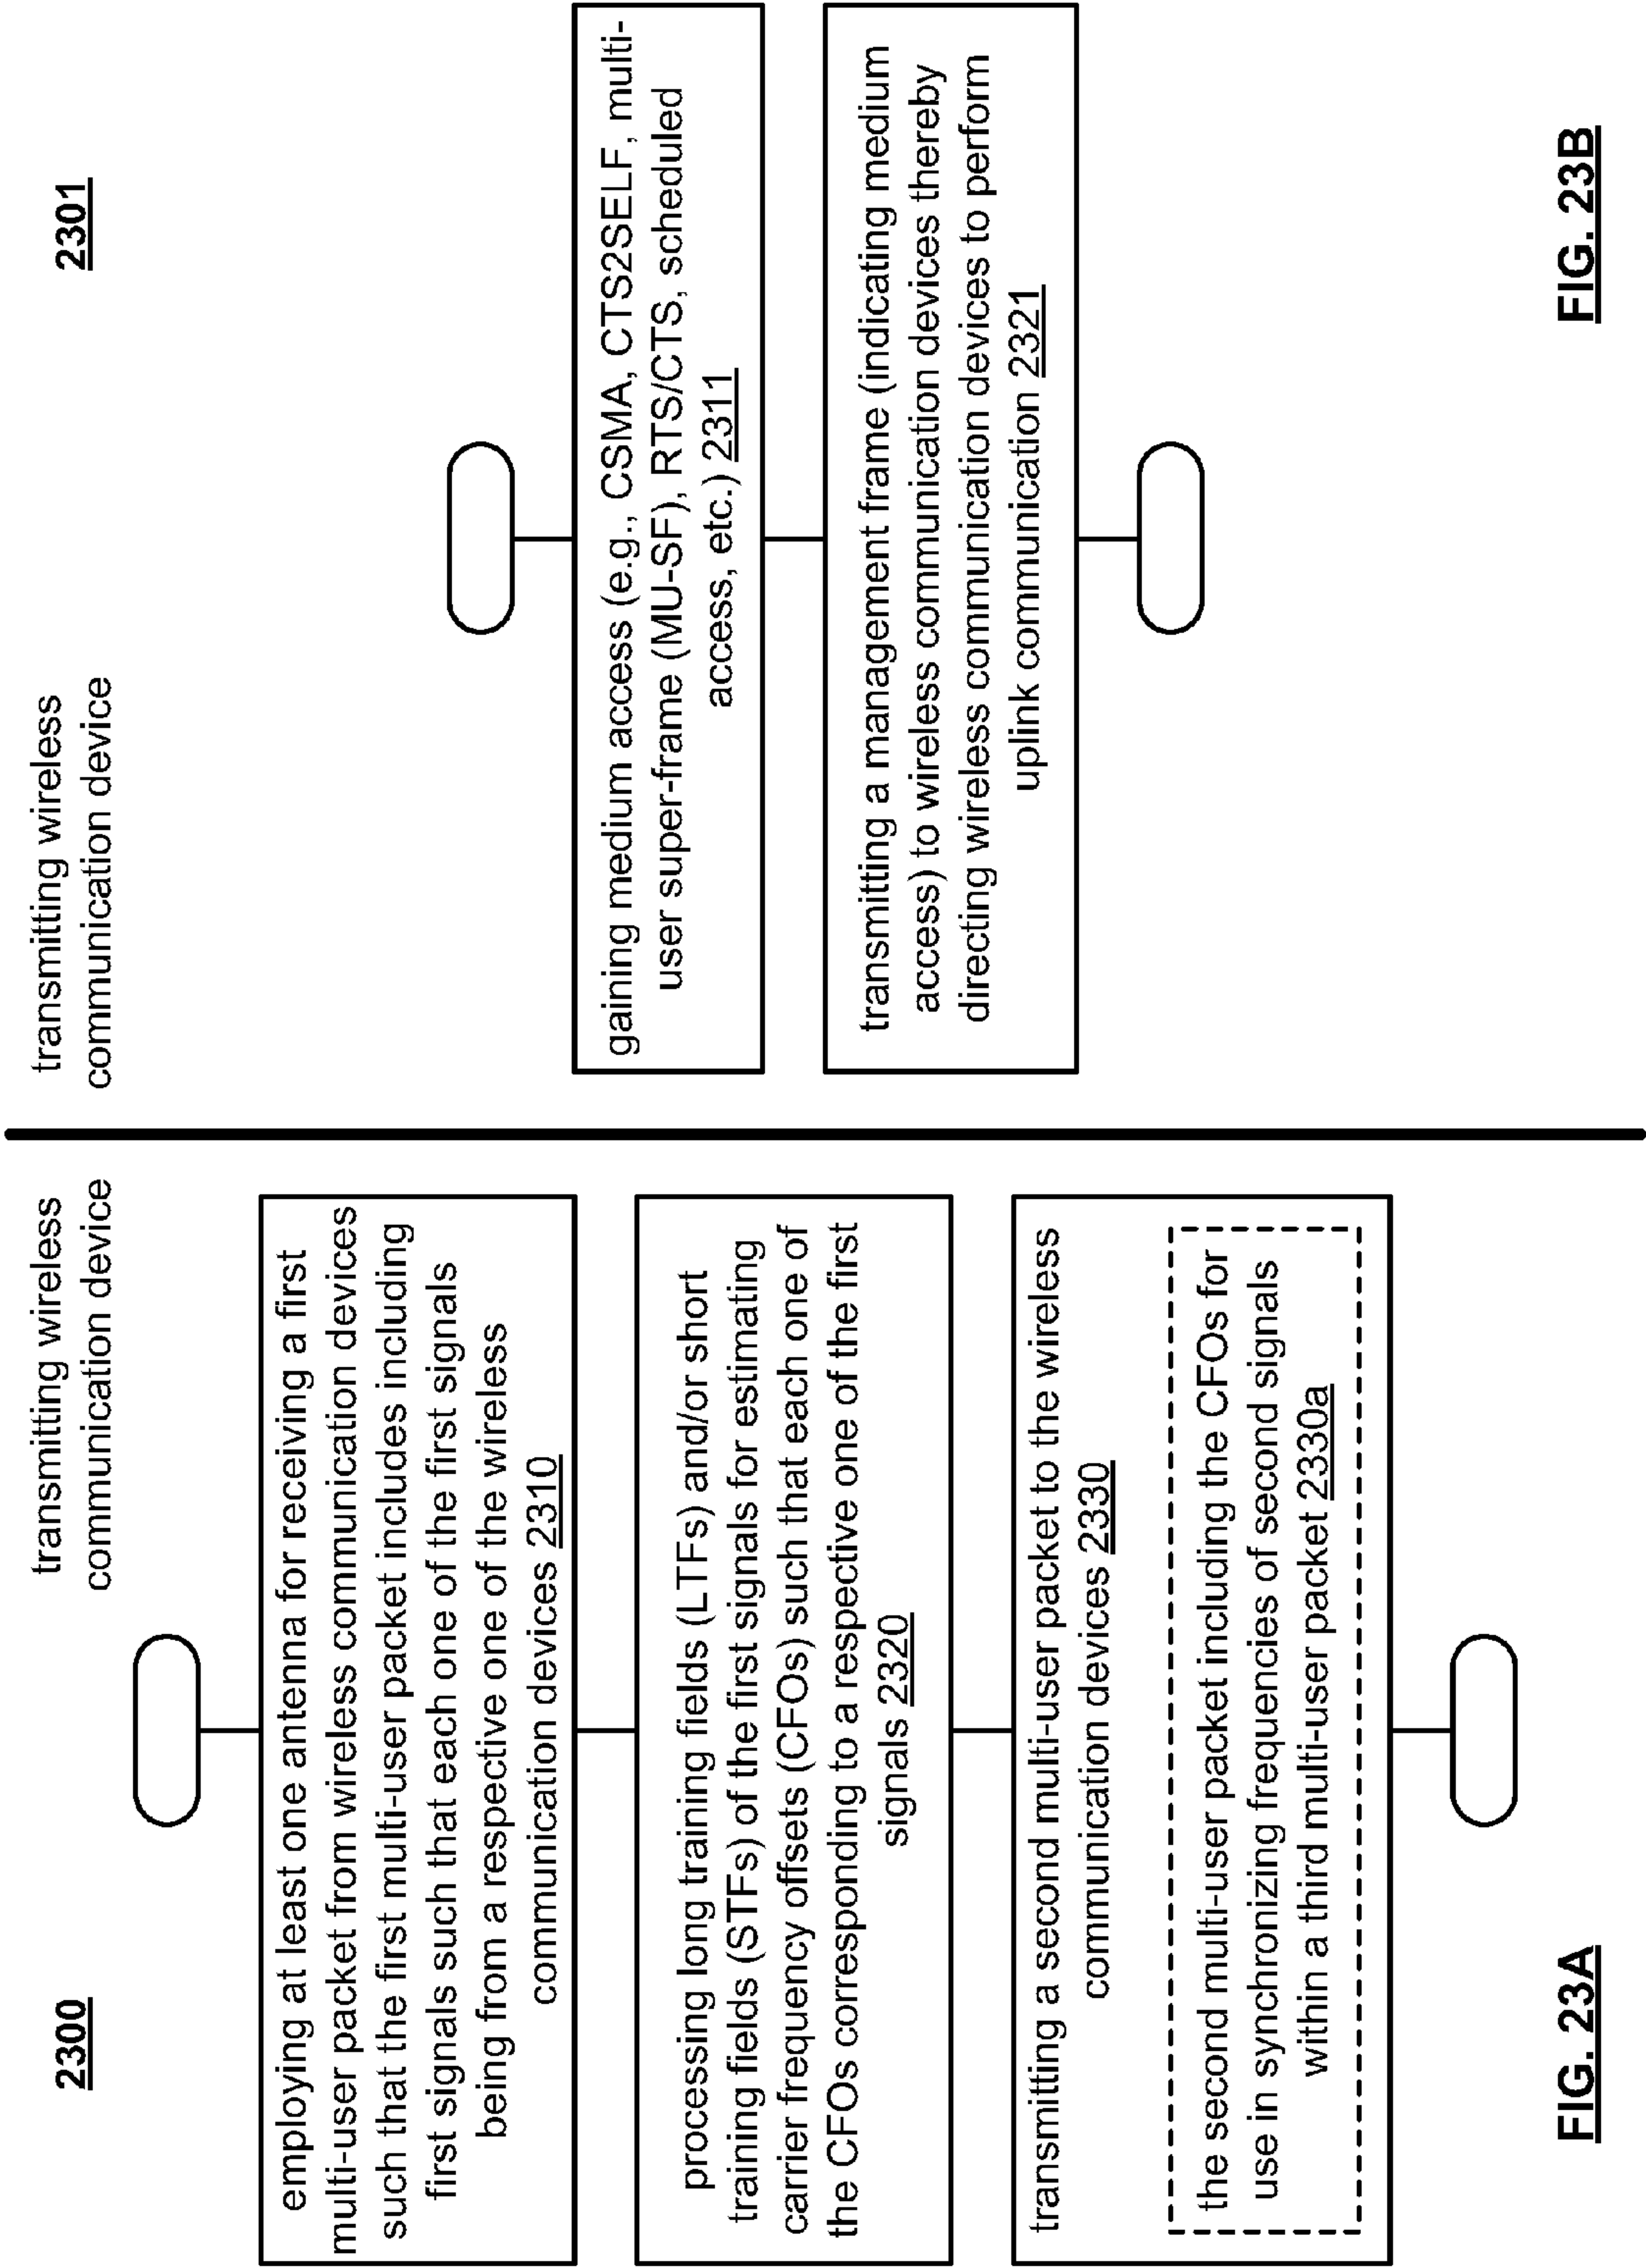 2300
transmitting wireless
communication device
employing at least one antenna for receiving a first
multi-user packet from wireless communication devices
such that the first multi-user packet includes including
first signals such that each one of the first signals
being from a respective one of the wireless
communication devices 2310
processing long training fields (LTFs) and/or short
training fields (STFs) of the first signals for estimating
carrier frequency offsets (CFOs) such that each one of
the CFOs corresponding to a respective one of the first
signals 2320
transmitting a second multi-user packet to the wireless
communication devices 2330
the second multi-user packet including the CFOs for
use in synchronizing frequencies of second signals
within a third multi-user packet 2330a
FIG. 23A
transmitting wireless
communication device
2301
gaining medium access (e.g., CSMA, CTS2SELF, multi-
user super-frame (MU-SF), RTS/CTS, scheduled
access, etc.) 2311
transmitting a management frame (indicating medium
access) to wireless communication devices thereby
directing wireless communication devices to perform
uplink communication 2321
FIG. 23B